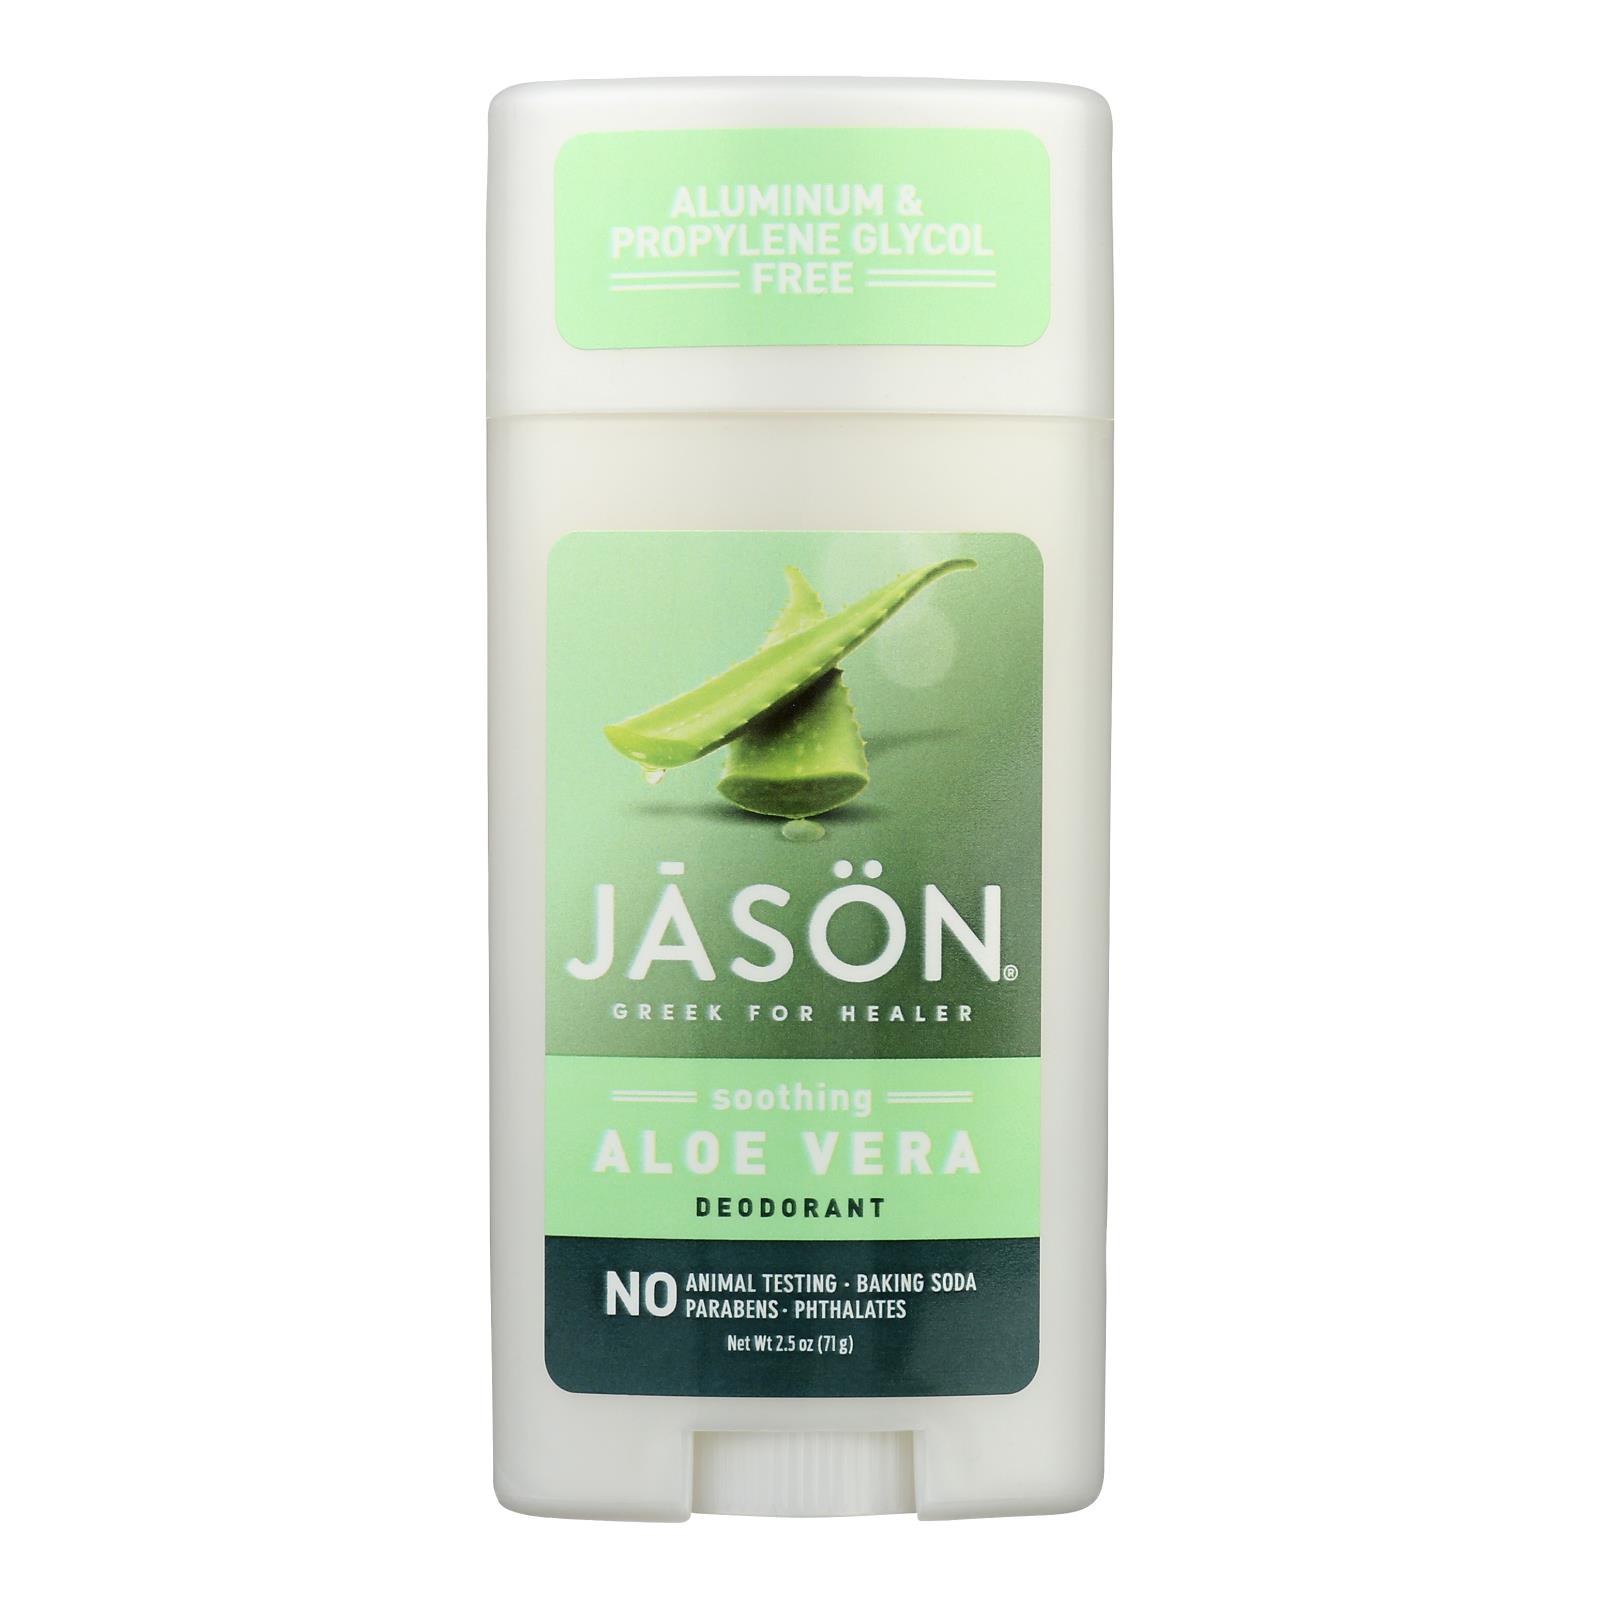 ALUMINUM &
PROPYLENE GLYCOL
FREE
JĀSÖN®
GREEK FOR HEALER
soothing
ALOE VERA
DEODORANT
NO ANIMAL TESTING · BAKING SODA
PARABENS · PHTHALATES
Net Wt 2.5 oz (71 g)